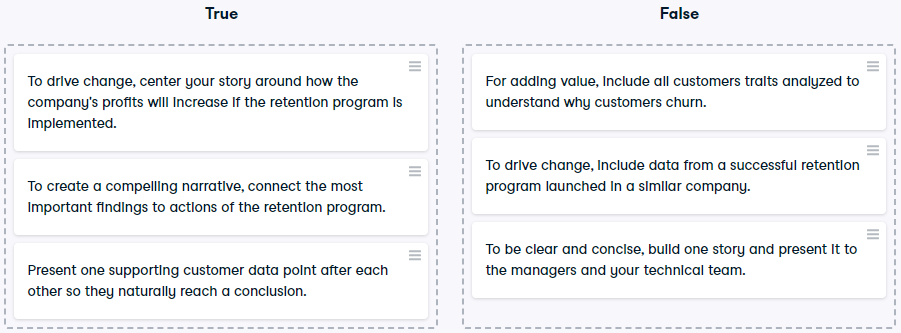 True
To drive change, center your story around how the
company's profits will increase if the retention program is
implemented.
To create a compelling narrative, connect the most
important findings to actions of the retention program.
Present one supporting customer data point after each
other so they naturally reach a conclusion.
False
For adding value, include all customers traits analyzed to
understand why customers churn.
To drive change, include data from a successful retention
program launched in a similar company.
To be clear and concise, build one story and present it to
the managers and your technical team.